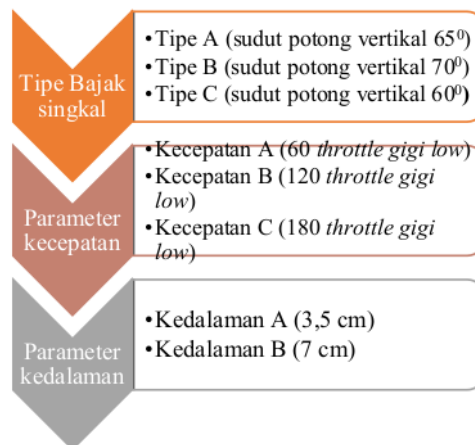 Tipe Bajak
singkal
•Tipe A (sudut potong vertikal 65⁰)
•Tipe B (sudut potong vertikal 70⁰)
•Tipe C (sudut potong vertikal 60⁰)
Parameter
kecepatan
•Kecepatan A (60 throttle gigi low)
•Kecepatan B (120 throttle gigi
low)
•Kecepatan C (180 throttle gigi
low)
Parameter
kedalaman
•Kedalaman A (3,5 cm)
•Kedalaman B (7 cm)